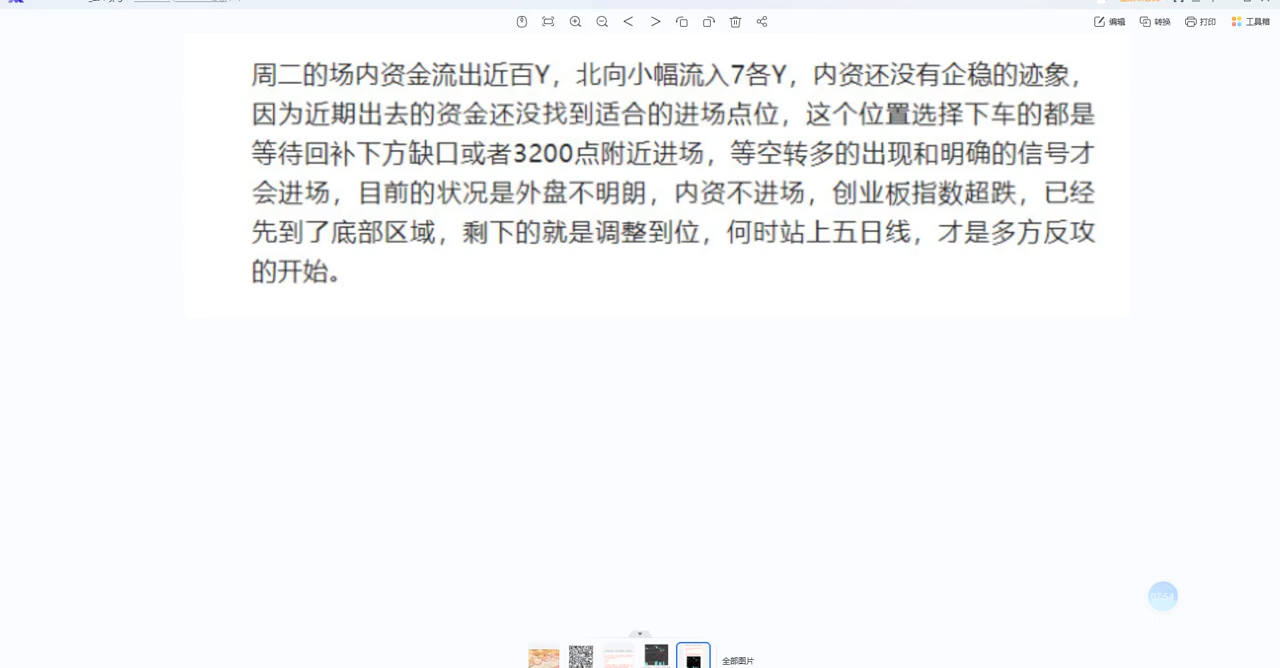 编辑 转换 打印 工具箱
周二的场内资金流出近百Y，北向小幅流入7各Y，内资还没有企稳的迹象，
因为近期出去的资金还没找到适合的进场点位，这个位置选择下车的都是
等待回补下方缺口或者3200点附近进场，等空转多的出现和明确的信号才
会进场，目前的状况是外盘不明朗，内资不进场，创业板指数超跌，已经
先到了底部区域，剩下的就是调整到位，何时站上五日线，才是多方反攻
的开始。
07:54
全部图片